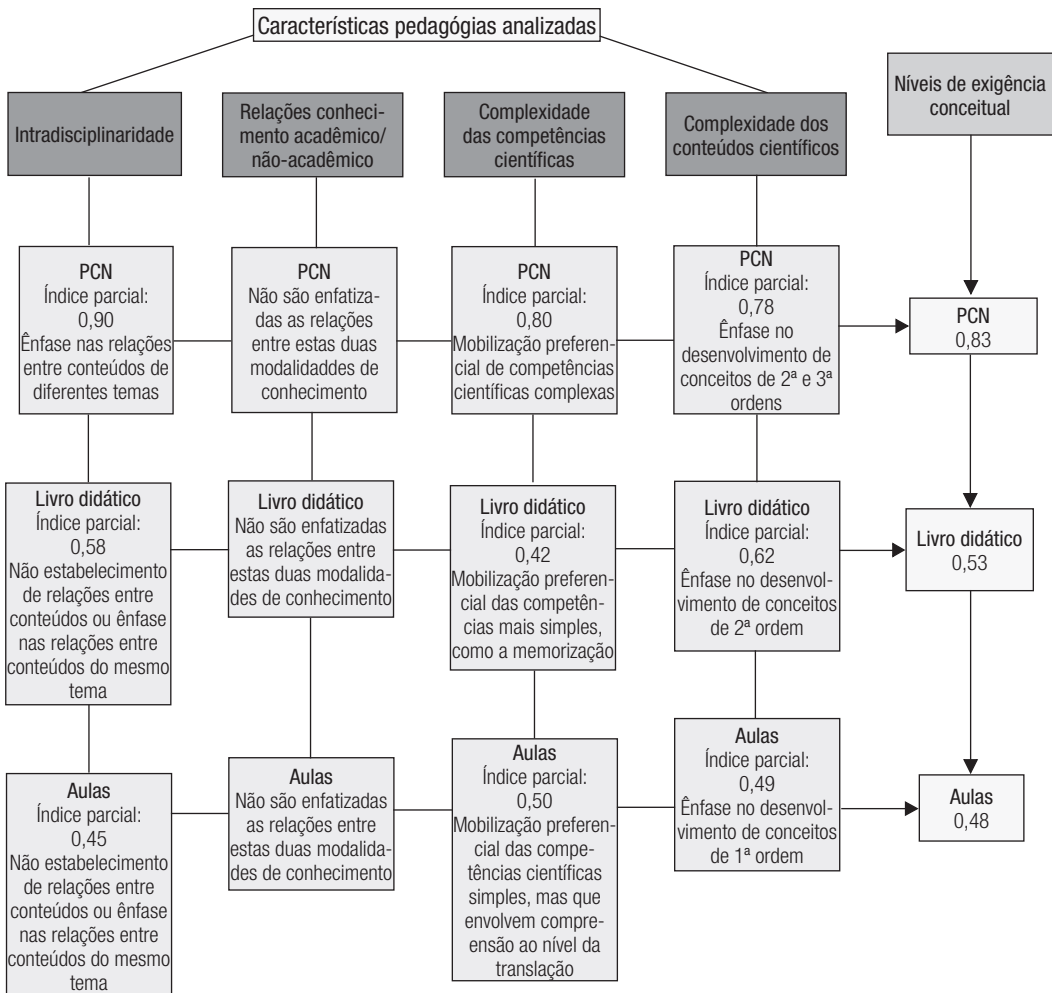 Características pedagógias analizadas
Intradisciplinaridade
Relações conheci-
mento acadêmico/
não-acadêmico
Complexidade
das competências
científicas
Complexidade dos
conteúdos científicos
Níveis de exigência
conceitual
PCN
Índice parcial:
0,90
Ênfase nas relações
entre conteúdos de
diferentes temas
PCN
Não são enfatiza-
das as relações
entre estas duas
modalidaddes de
conhecimento
PCN
Índice parcial:
0,80
Mobilização preferen-
cial de competências
científicas complexas
PCN
Índice parcial:
0,78
Ênfase no
desenvolvimento de
conceitos de 2ª e 3ª
ordens
PCN
0,83
Livro didático
Índice parcial:
0,58
Não estabelecimento
de relações entre
conteúdos ou ênfase
nas relações entre
conteúdos do mesmo
tema
Livro didático
Não são enfatizadas
as relações entre
estas duas modalida-
des de conhecimento
Livro didático
Índice parcial:
0,42
Mobilização preferen-
cial das competên-
cias mais simples,
como a memorização
Livro didático
Índice parcial:
0,62
Ênfase no desenvol-
vimento de conceitos
de 2ª ordem
Livro didático
0,53
Aulas
Índice parcial:
0,45
Não estabelecimento
de relações entre
conteúdos ou ênfase
nas relações entre
conteúdos do mesmo
tema
Aulas
Não são enfatizadas
as relações entre
estas duas modalida-
des de conhecimento
Aulas
Índice parcial:
0,50
Mobilização preferen-
cial das compe-
tências científicas
simples, mas que
envolvem compre-
ensão ao nível da
translação
Aulas
Índice parcial:
0,49
Ênfase no desenvol-
vimento de conceitos
de 1ª ordem
Aulas
0,48